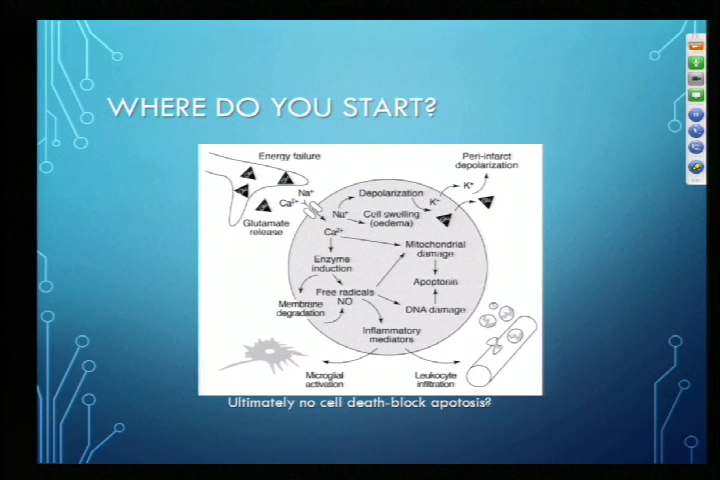 WHERE DO YOU START?
Energy failure
Peri-infarct
depolarization
Na⁺
Ca²⁺
Glutamate
release
Depolarization
K⁺
K⁺
Na⁺
Cell swelling
(oedema)
Ca²⁺
Mitochondrial
damage
Enzyme
induction
Apoptosis
Free radicals
NO
Membrane
degradation
DNA damage
Inflammatory
mediators
Microglial
activation
Leukocyte
infiltration
Ultimately no cell death-block apotosis?